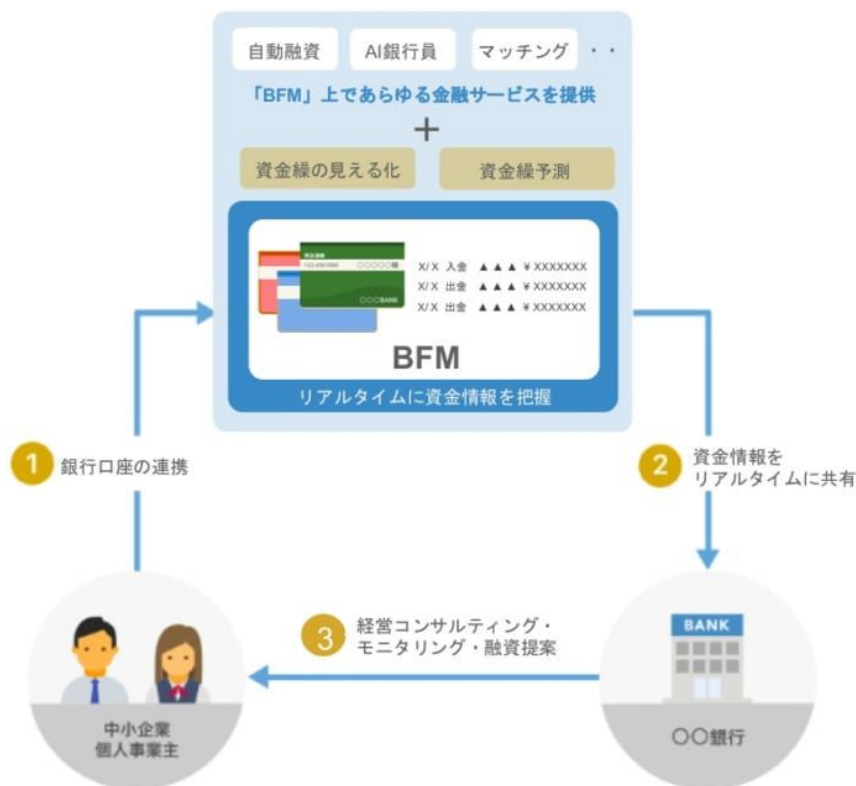 自動融資
AI銀行員
マッチング
・・
「BFM」上であらゆる金融サービスを提供
+
資金繰の見える化
資金繰予測
○○○○○様
○○○BANK
X/X 入金 ▲▲▲ ¥XXXXXXX
X/X 出金 ▲▲▲ ¥XXXXXXX
X/X 出金 ▲▲▲ ¥XXXXXXX
BFM
リアルタイムに資金情報を把握
1 銀行口座の連携
2 資金情報を
リアルタイムに共有
3 経営コンサルティング・
モニタリング・融資提案
BANK
中小企業
個人事業主
○○銀行